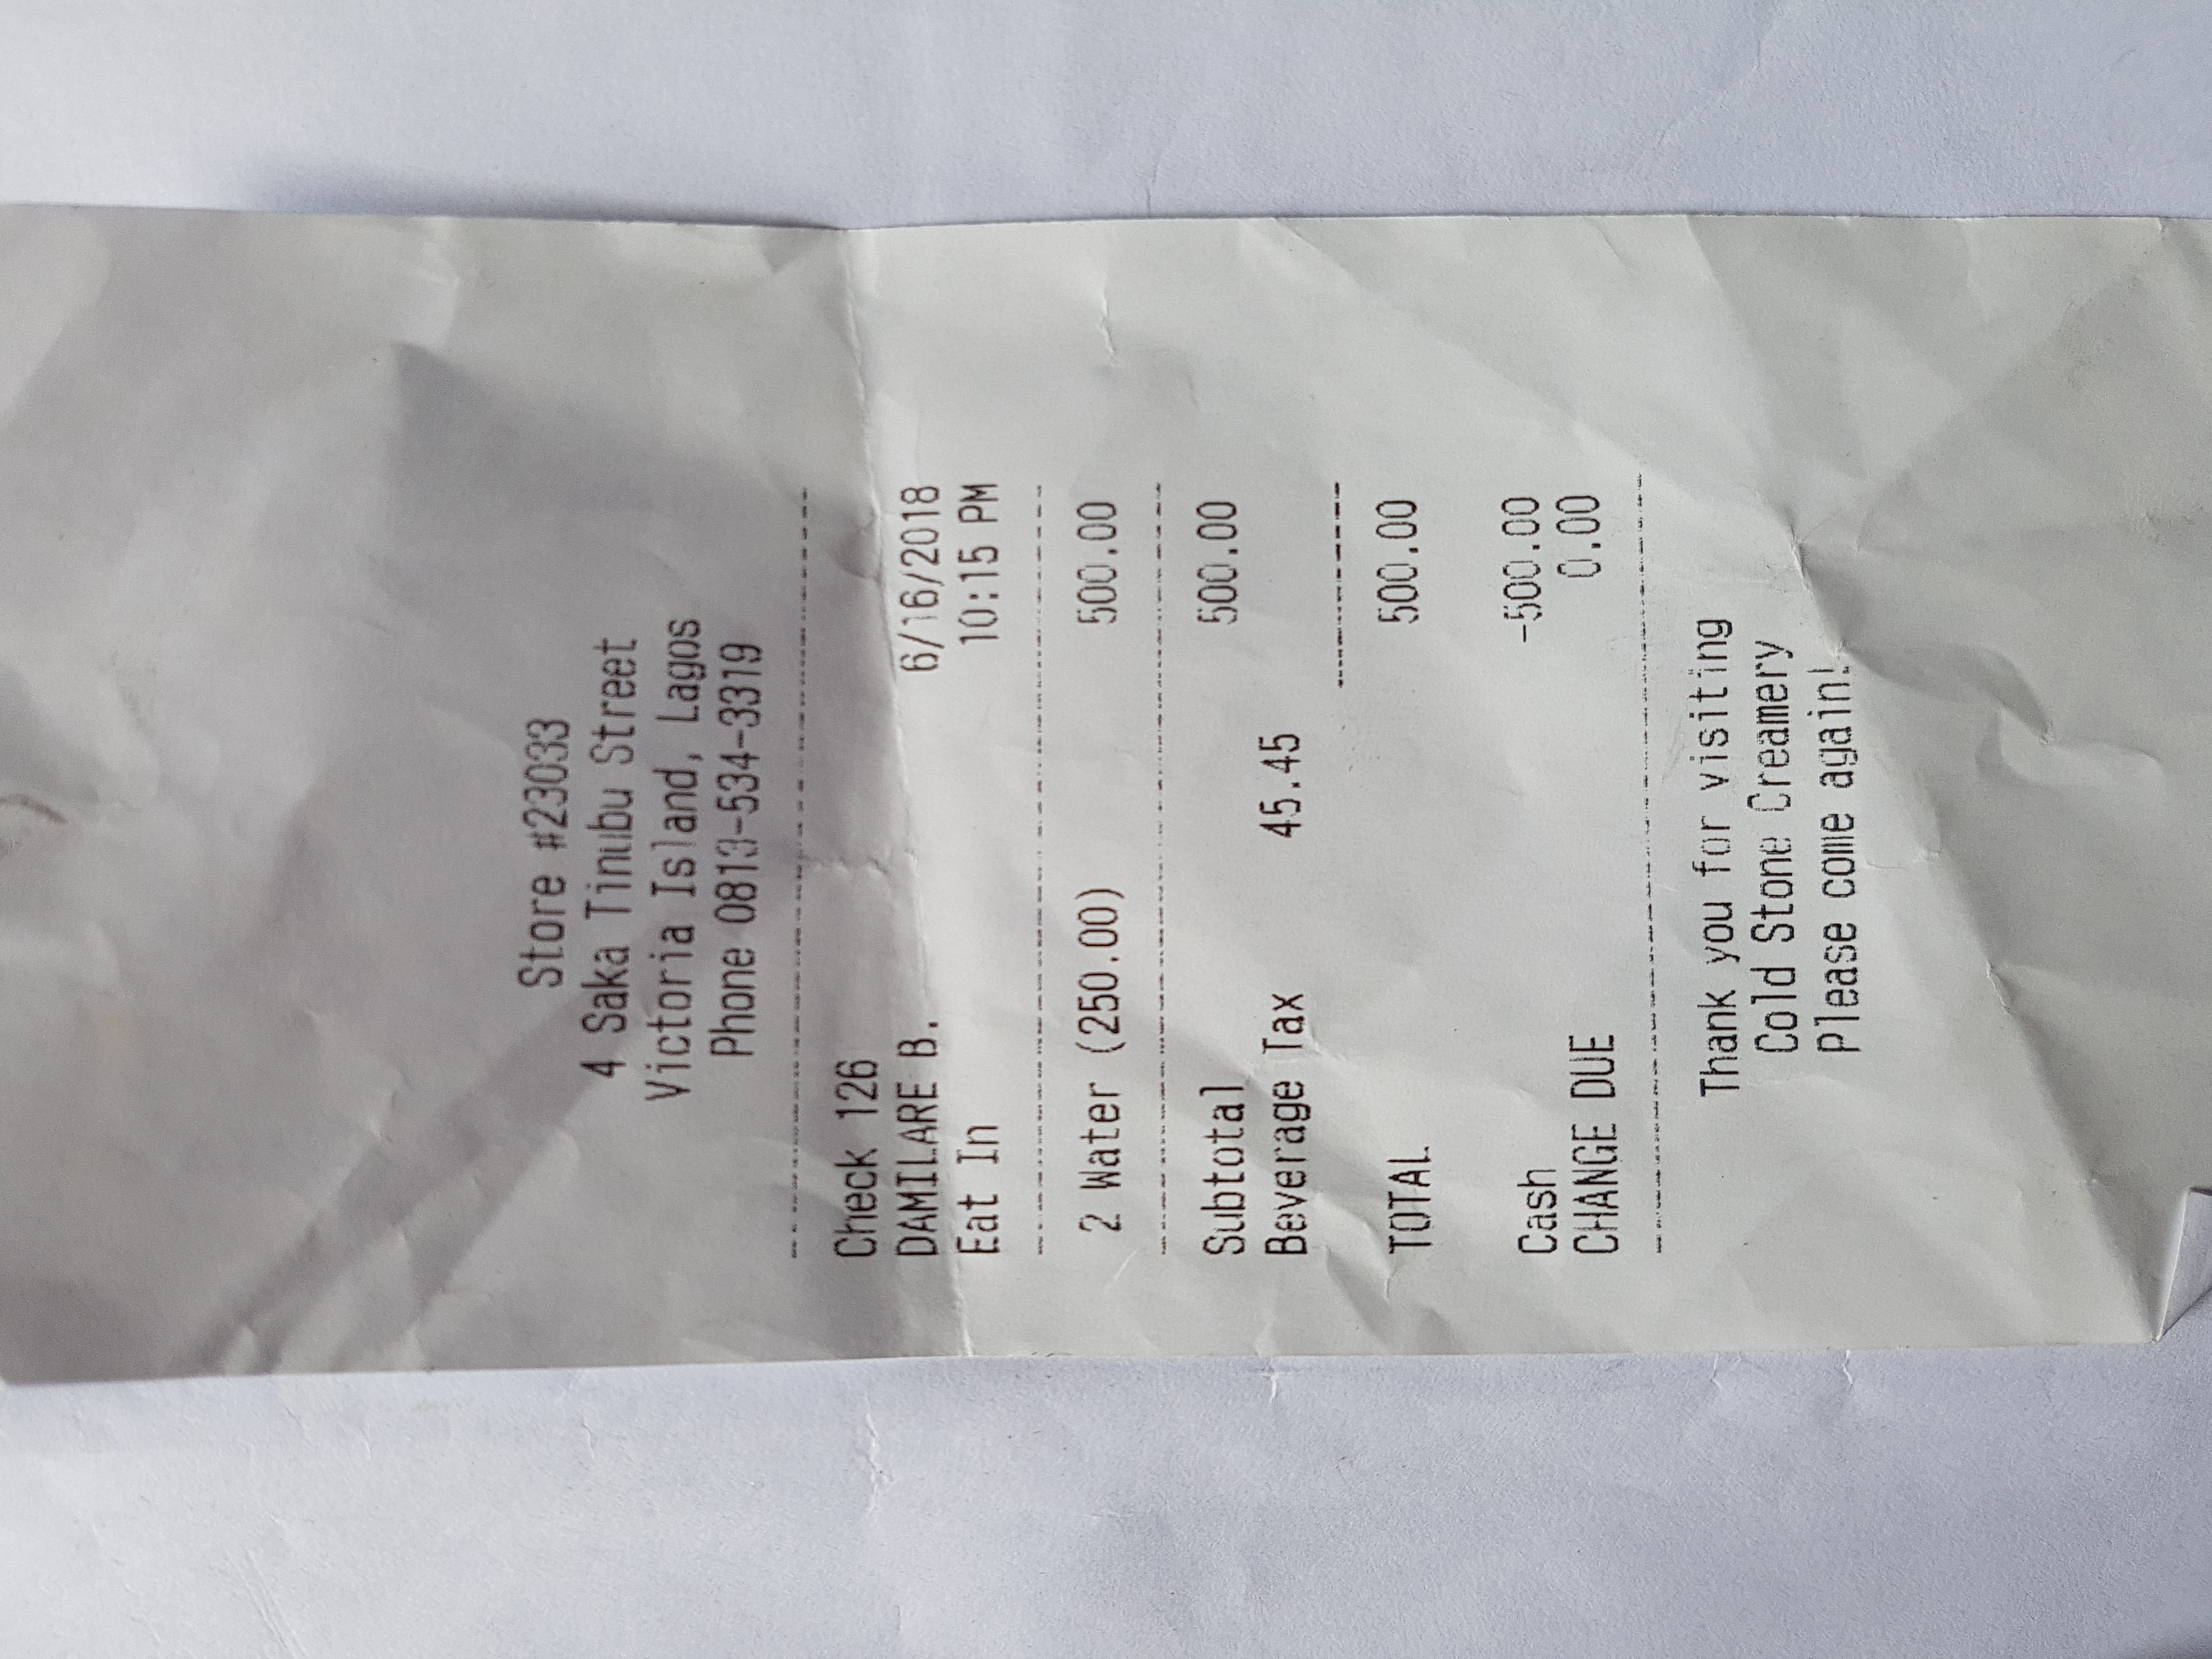 Store #23033
4 Saka Tinubu Street
Victoria Island, Lagos
Phone 0813-534-3319
Check 126 6/16/2018
DAMILARE B. 10:15 PM
Eat In
2 Water (250.00) 500.00
Subtotal 500.00
Beverage Tax 45.45
TOTAL 500.00
Cash -500.00
CHANGE DUE 0.00
Thank you for visiting
Cold Stone Creamery
Please come again!